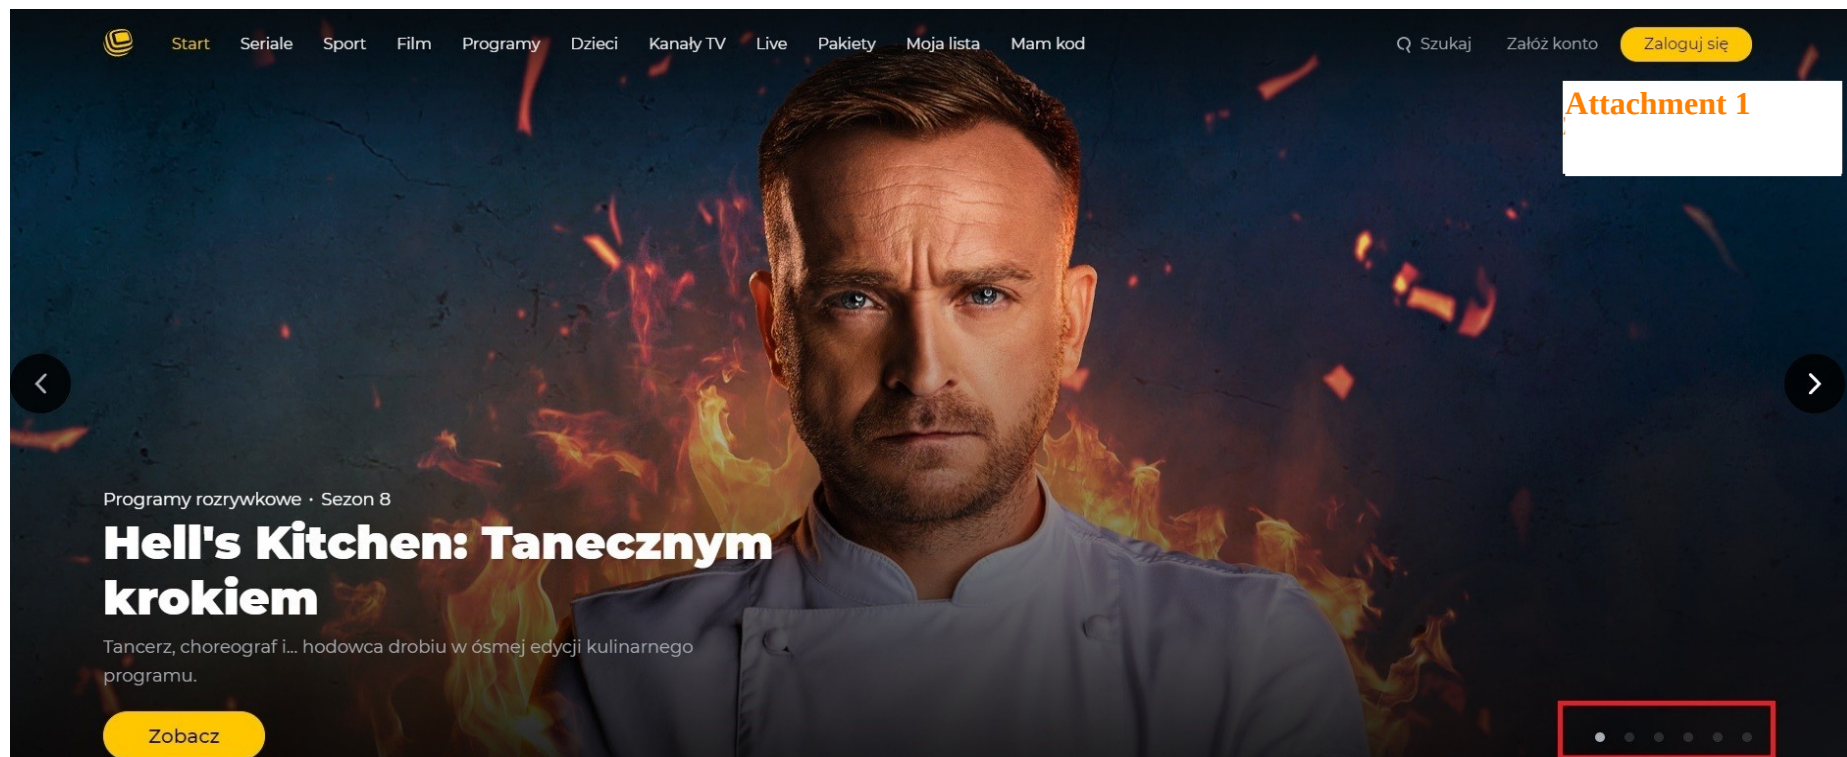 Start Seriale Sport Film Programy Dzieci Kanały TV Live Pakiety Moja lista Mam kod Szukaj Załóż konto Zaloguj się
Attachment 1
Programy rozrywkowe · Sezon 8
Hell's Kitchen: Tanecznym
krokiem
Tancerz, choreograf i... hodowca drobiu w ósmej edycji kulinarnego
programu.
Zobacz